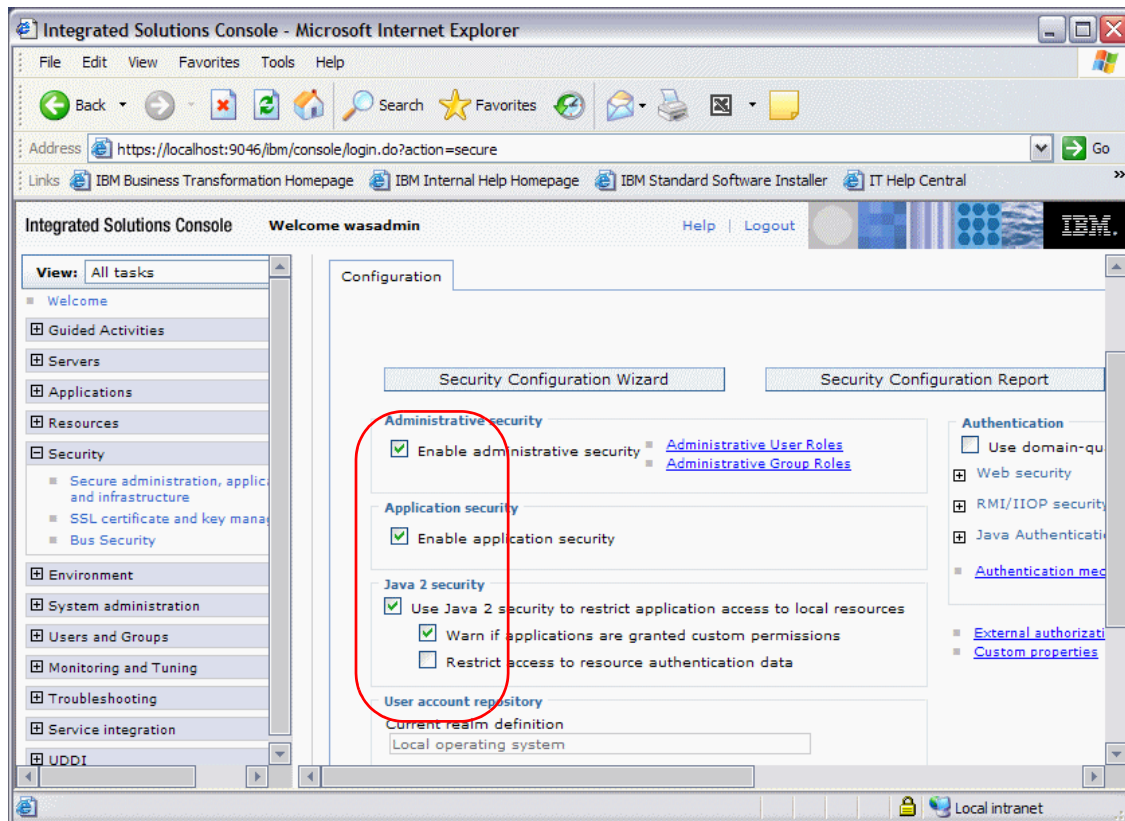 Integrated Solutions Console - Microsoft Internet Explorer
File Edit View Favorites Tools Help
Back Search Favorites
Address https://localhost:9046/ibm/console/login.do?action=secure Go
Links IBM Business Transformation Homepage IBM Internal Help Homepage IBM Standard Software Installer IT Help Central »
Integrated Solutions Console Welcome wasadmin Help | Logout IBM.
View: All tasks
Welcome
Guided Activities
Servers
Applications
Resources
Security
Secure administration, applica
and infrastructure
SSL certificate and key manag
Bus Security
Environment
System administration
Users and Groups
Monitoring and Tuning
Troubleshooting
Service integration
UDDI
Configuration
Security Configuration Wizard Security Configuration Report
Administrative security
Enable administrative security
Administrative User Roles
Administrative Group Roles
Application security
Enable application security
Java 2 security
Use Java 2 security to restrict application access to local resources
Warn if applications are granted custom permissions
Restrict access to resource authentication data
User account repository
Current realm definition
Local operating system
Authentication
Use domain-qu
Web security
RMI/IIOP security
Java Authenticati
Authentication mec
External authorizati
Custom properties
Local intranet